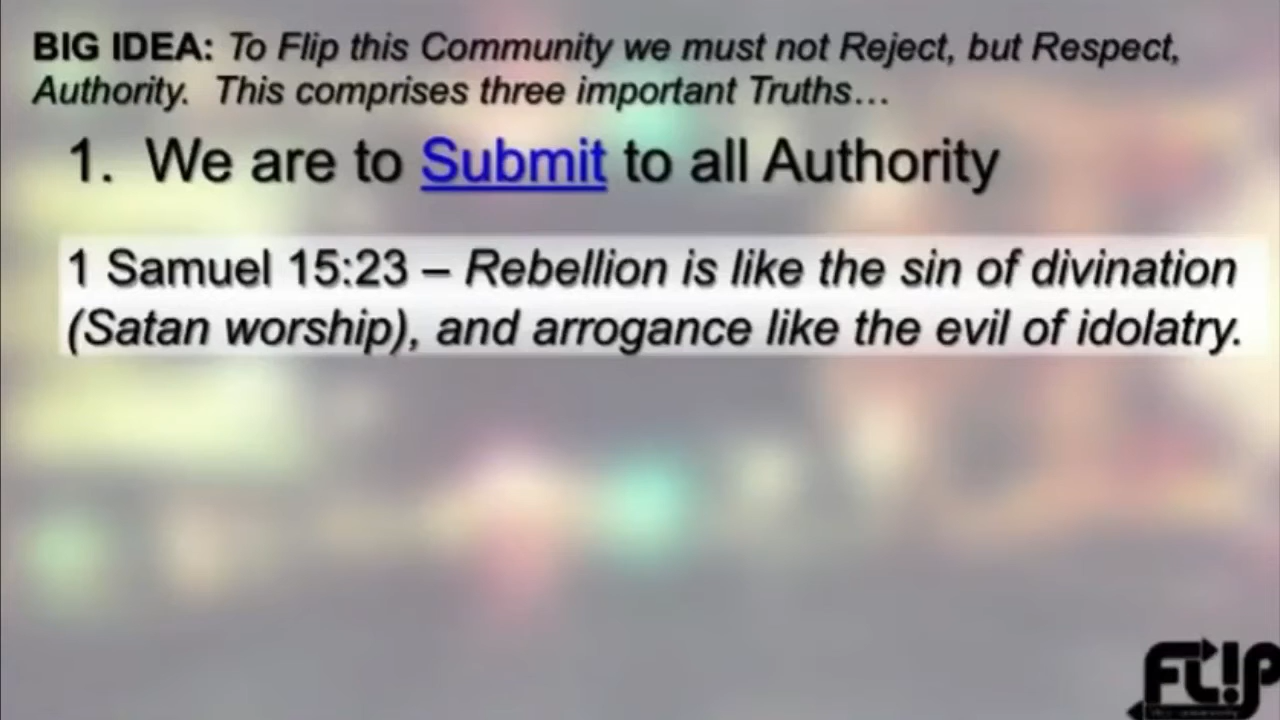 BIG IDEA: To Flip this Community we must not Reject, but Respect,
Authority. This comprises three important Truths...
1. We are to Submit to all Authority
1 Samuel 15:23 – Rebellion is like the sin of divination
(Satan worship), and arrogance like the evil of idolatry.
FL!P